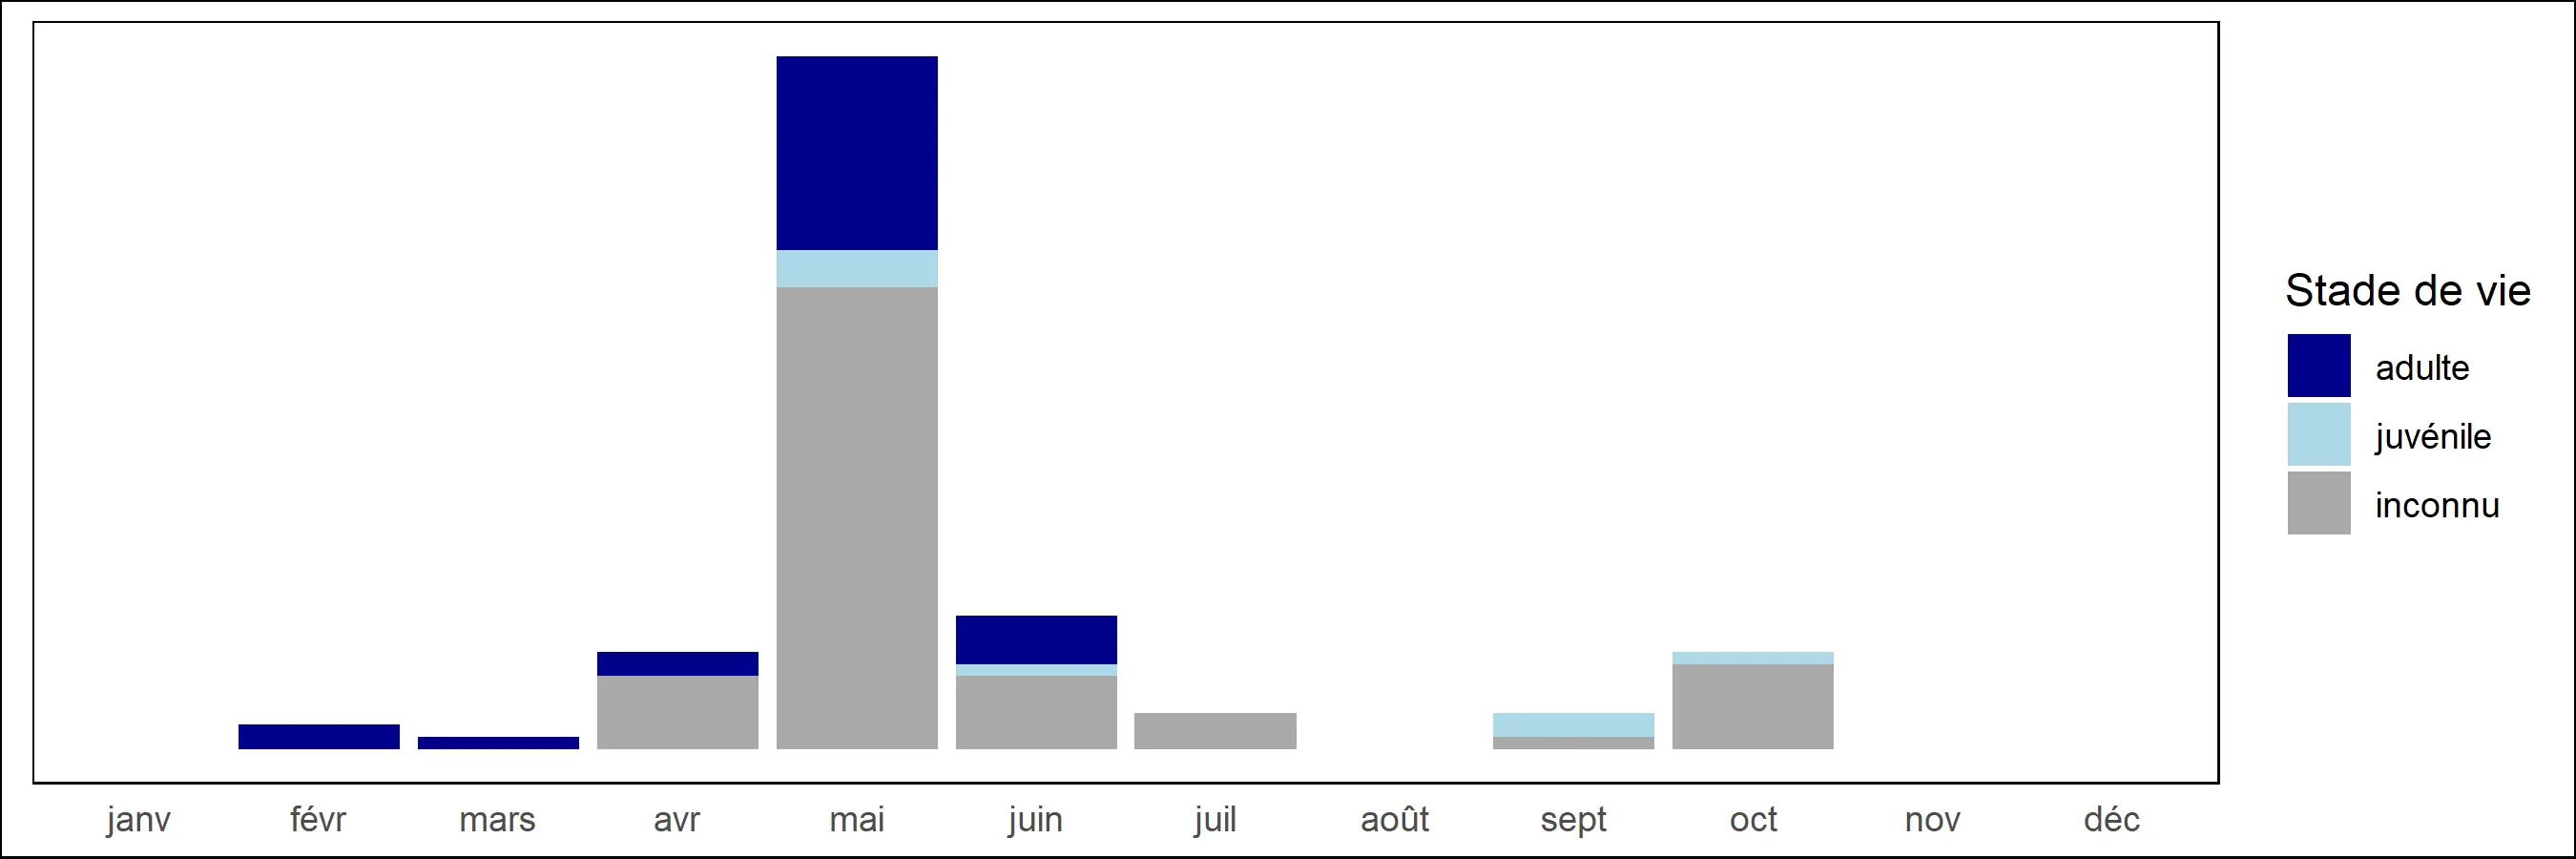 Stade de vie
adulte
juvénile
inconnu
janv févr mars avr mai juin juil août sept oct nov déc